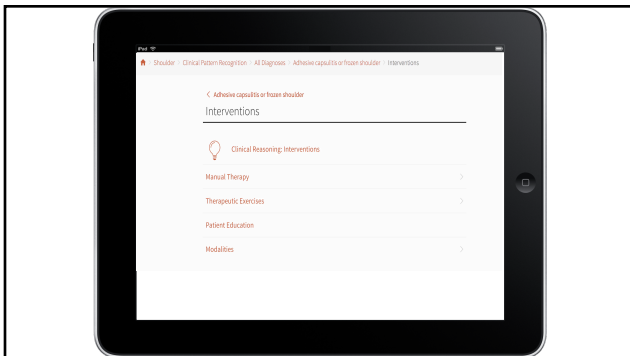 iPad
Shoulder Clinical Pattern Recognition All Diagnoses Adhesive capsulitis or frozen shoulder Interventions
< Adhesive capsulitis or frozen shoulder
Interventions
Clinical Reasoning: Interventions
Manual Therapy >
Therapeutic Exercises >
Patient Education
Modalities >